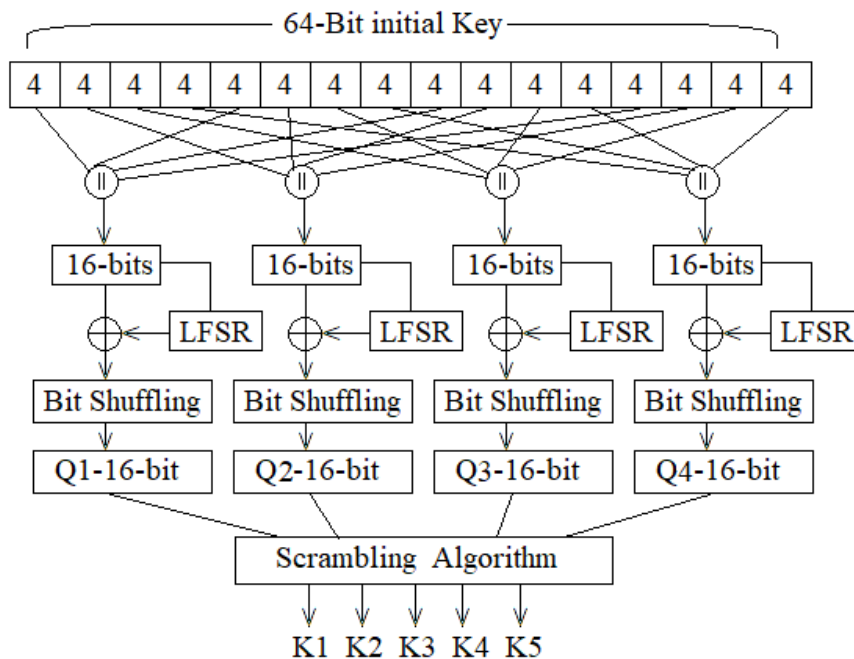 64-Bit initial Key
4 4 4 4 4 4 4 4 4 4 4 4 4 4 4 4
|| || || ||
16-bits 16-bits 16-bits 16-bits
LFSR LFSR LFSR LFSR
Bit Shuffling Bit Shuffling Bit Shuffling Bit Shuffling
Q1-16-bit Q2-16-bit Q3-16-bit Q4-16-bit
Scrambling Algorithm
K1 K2 K3 K4 K5